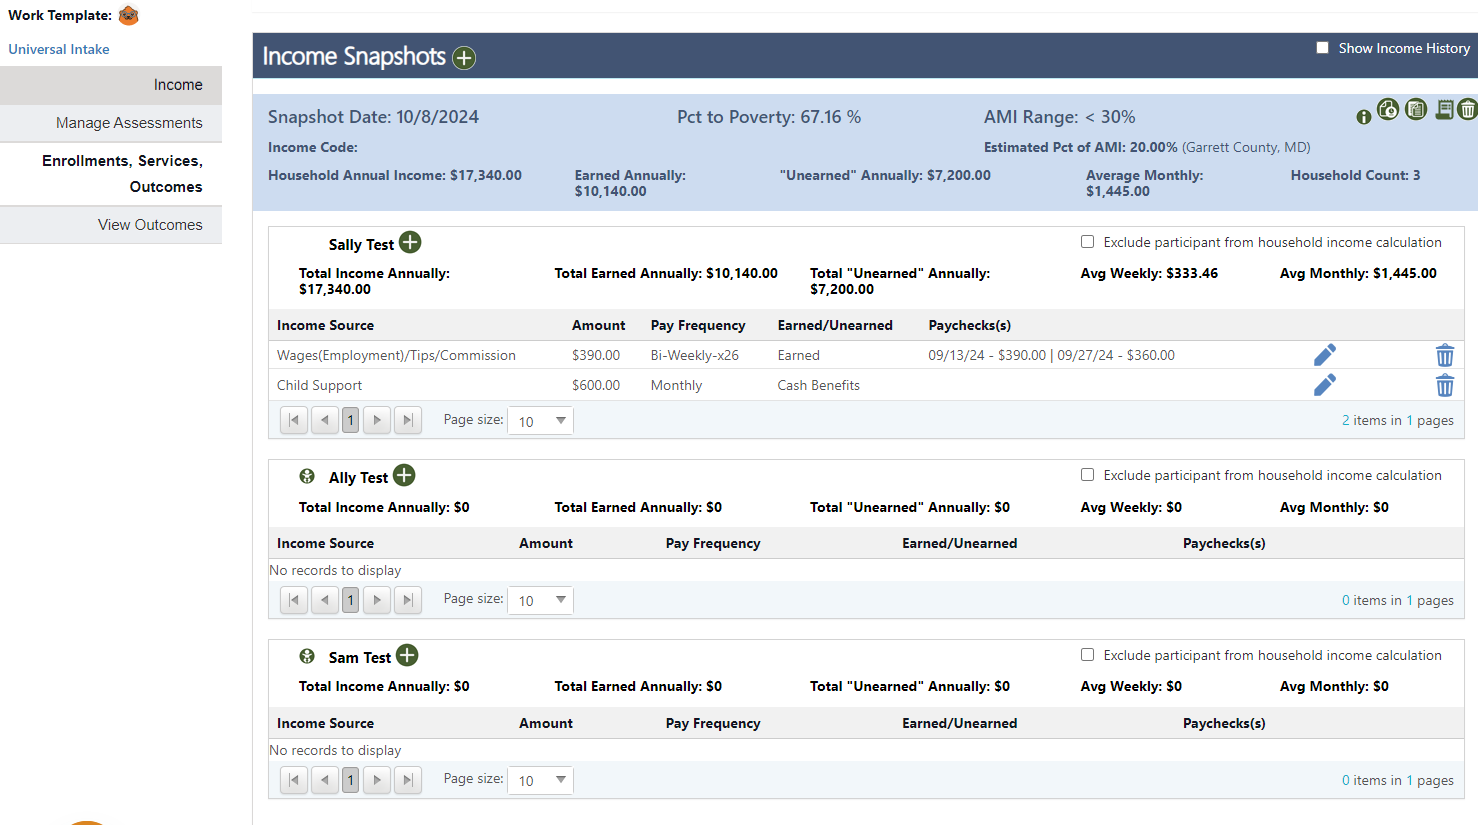 Work Template:
Universal Intake
Income
Manage Assessments
Enrollments, Services,
Outcomes
View Outcomes
Income Snapshots
Show Income History
Snapshot Date: 10/8/2024 Pct to Poverty: 67.16 % AMI Range: < 30%
Income Code: Estimated Pct of AMI: 20.00% (Garrett County, MD)
Household Annual Income: $17,340.00 Earned Annually: "Unearned" Annually: $7,200.00 Average Monthly: Household Count: 3
$10,140.00 $1,445.00
Sally Test Exclude participant from household income calculation
Total Income Annually: Total Earned Annually: $10,140.00 Total "Unearned" Annually: Avg Weekly: $333.46 Avg Monthly: $1,445.00
$17,340.00 $7,200.00
Income Source Amount Pay Frequency Earned/Unearned Paychecks(s)
Wages(Employment)/Tips/Commission $390.00 Bi-Weekly-x26 Earned 09/13/24 - $390.00 | 09/27/24 - $360.00
Child Support $600.00 Monthly Cash Benefits
1 Page size: 10 2 items in 1 pages
Ally Test Exclude participant from household income calculation
Total Income Annually: $0 Total Earned Annually: $0 Total "Unearned" Annually: $0 Avg Weekly: $0 Avg Monthly: $0
Income Source Amount Pay Frequency Earned/Unearned Paychecks(s)
No records to display
1 Page size: 10 0 items in 1 pages
Sam Test Exclude participant from household income calculation
Total Income Annually: $0 Total Earned Annually: $0 Total "Unearned" Annually: $0 Avg Weekly: $0 Avg Monthly: $0
Income Source Amount Pay Frequency Earned/Unearned Paychecks(s)
No records to display
1 Page size: 10 0 items in 1 pages